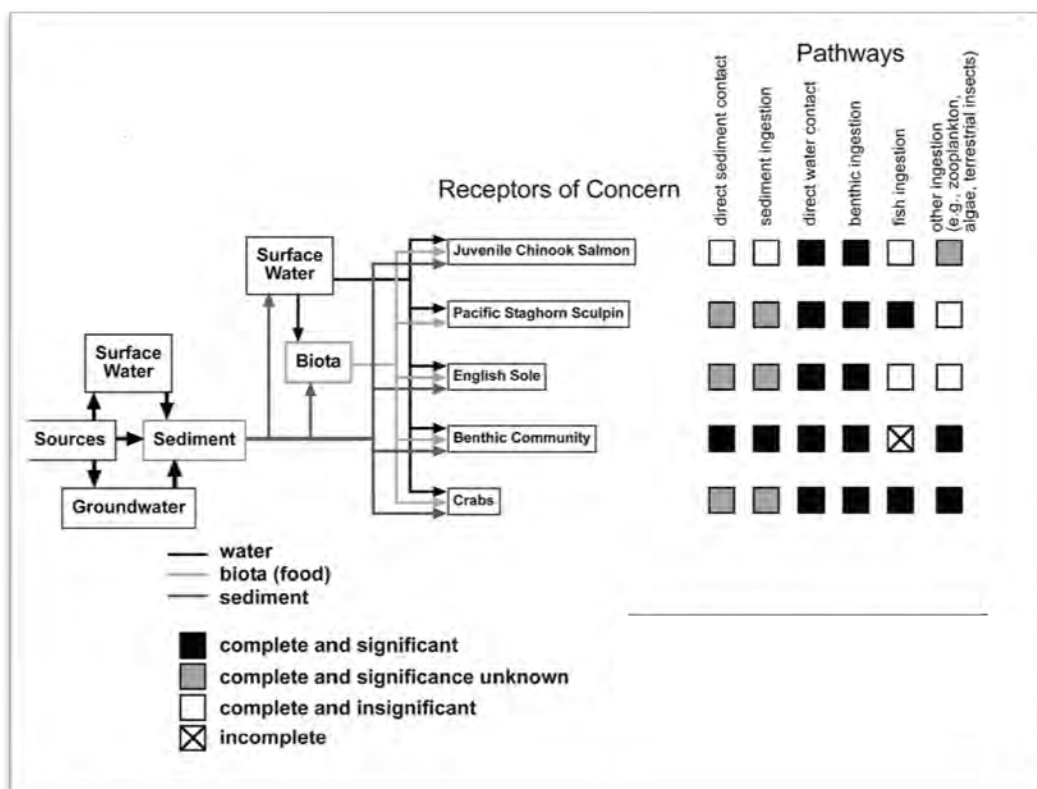 Pathways
direct sediment contact
sediment ingestion
direct water contact
benthic ingestion
fish ingestion
other ingestion
(e.g., zooplankton,
algae, terrestrial insects)
Receptors of Concern
Juvenile Chinook Salmon
Pacific Staghorn Sculpin
English Sole
Benthic Community
Crabs
Surface
Water
Biota
Surface
Water
Sources
Sediment
Groundwater
water
biota (food)
sediment
complete and significant
complete and significance unknown
complete and insignificant
incomplete